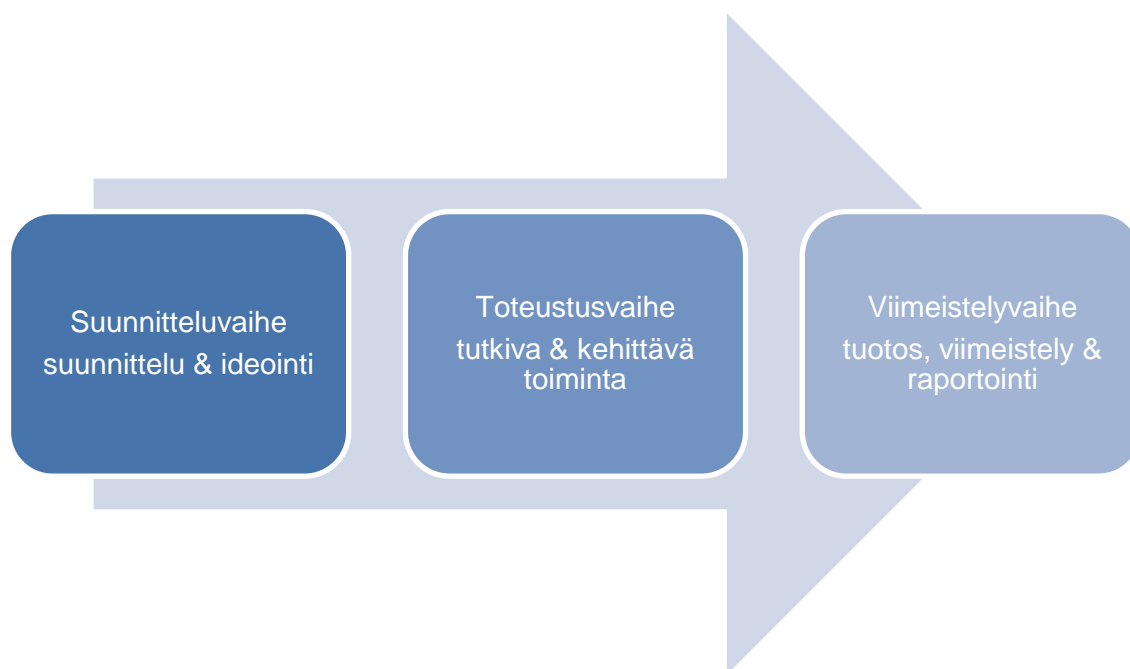 Suunnitteluvaihe
suunnittelu & ideointi
Toteustusvaihe
tutkiva & kehittävä
toiminta
Viimeistelyvaihe
tuotos, viimeistely &
raportointi